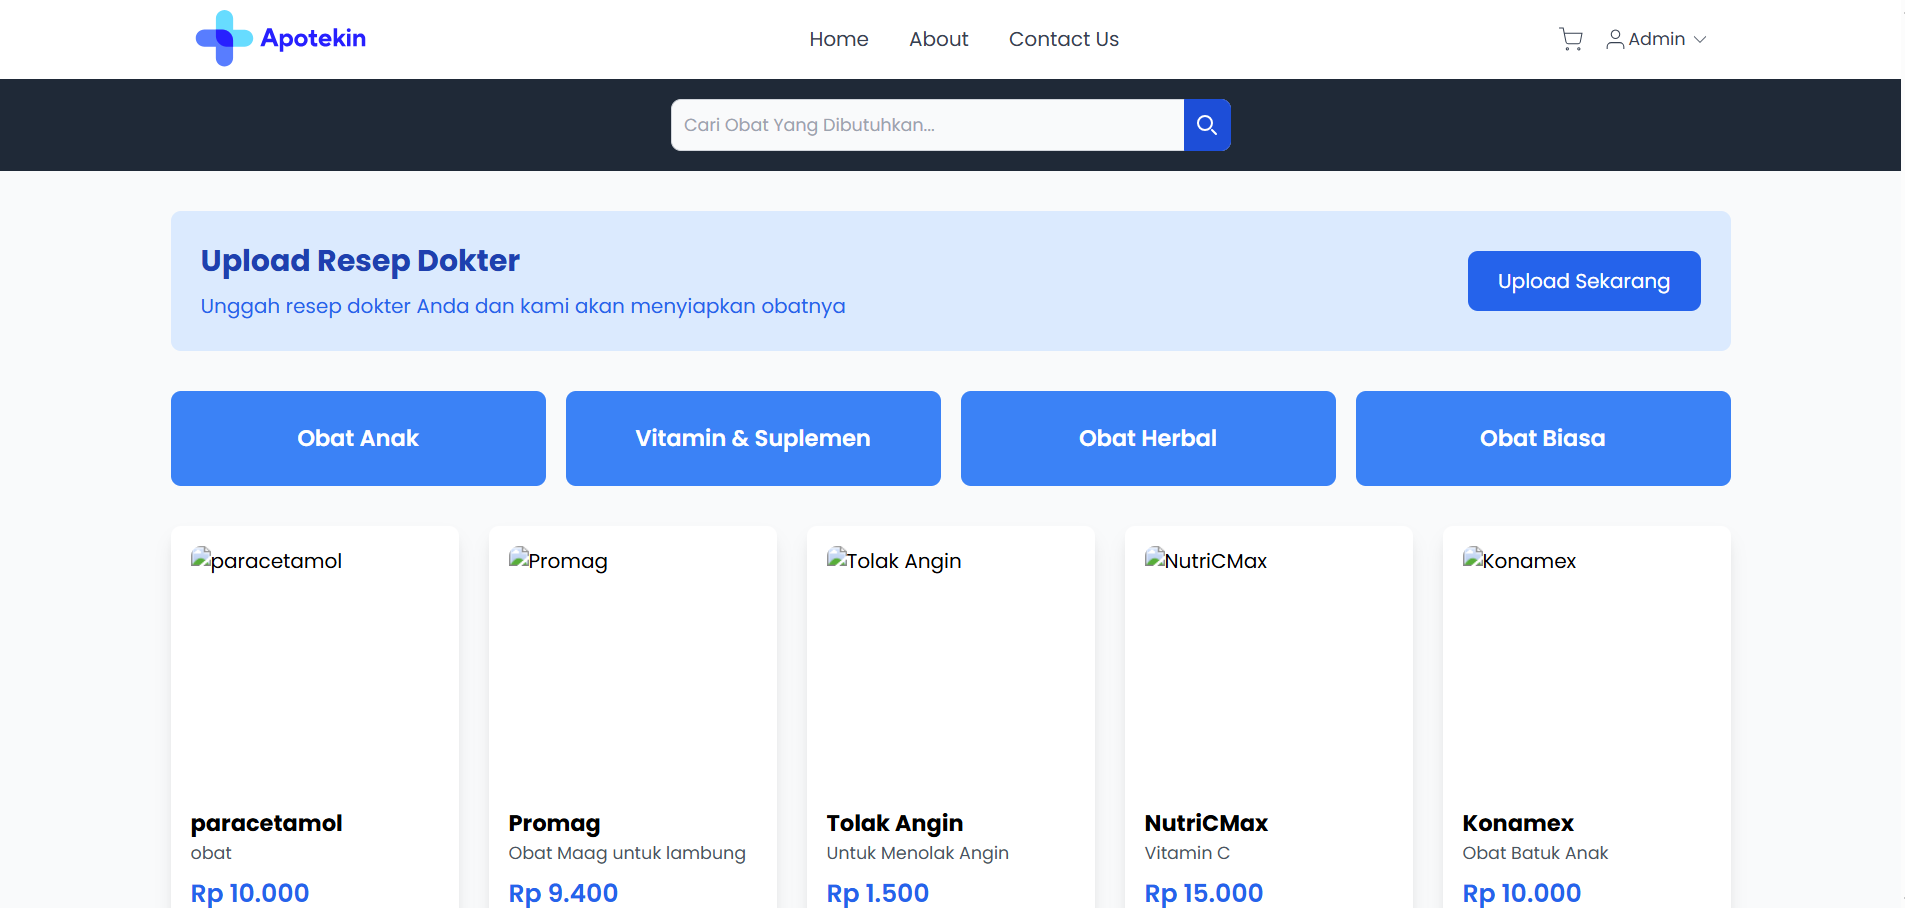 Apotekin
Home About Contact Us
Admin
Cari Obat Yang Dibutuhkan...
Upload Resep Dokter
Unggah resep dokter Anda dan kami akan menyiapkan obatnya
Upload Sekarang
Obat Anak
Vitamin & Suplemen
Obat Herbal
Obat Biasa
paracetamol
paracetamol
obat
Rp 10.000
Promag
Promag
Obat Maag untuk lambung
Rp 9.400
Tolak Angin
Tolak Angin
Untuk Menolak Angin
Rp 1.500
NutriCMax
NutriCMax
Vitamin C
Rp 15.000
Konamex
Konamex
Obat Batuk Anak
Rp 10.000